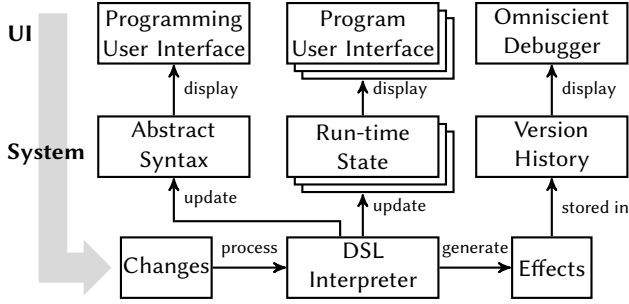 UI
Programming
User Interface
Program
User Interface
Omniscient
Debugger
display
display
display
System
Abstract
Syntax
Run-time
State
Version
History
update
update
stored in
Changes
process
DSL
Interpreter
generate
Effects